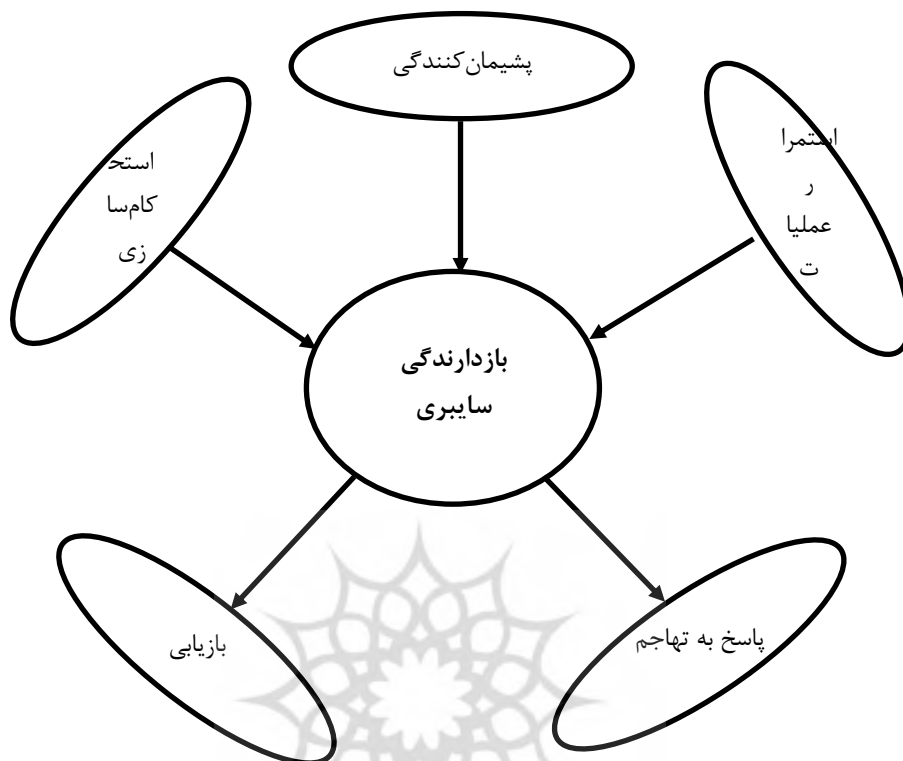 پشیمان‌کنندگی
استمرا
ر
عملیا
ت
استح
کام‌سا
زی
بازدارندگی
سایبری
پاسخ به تهاجم
بازیابی